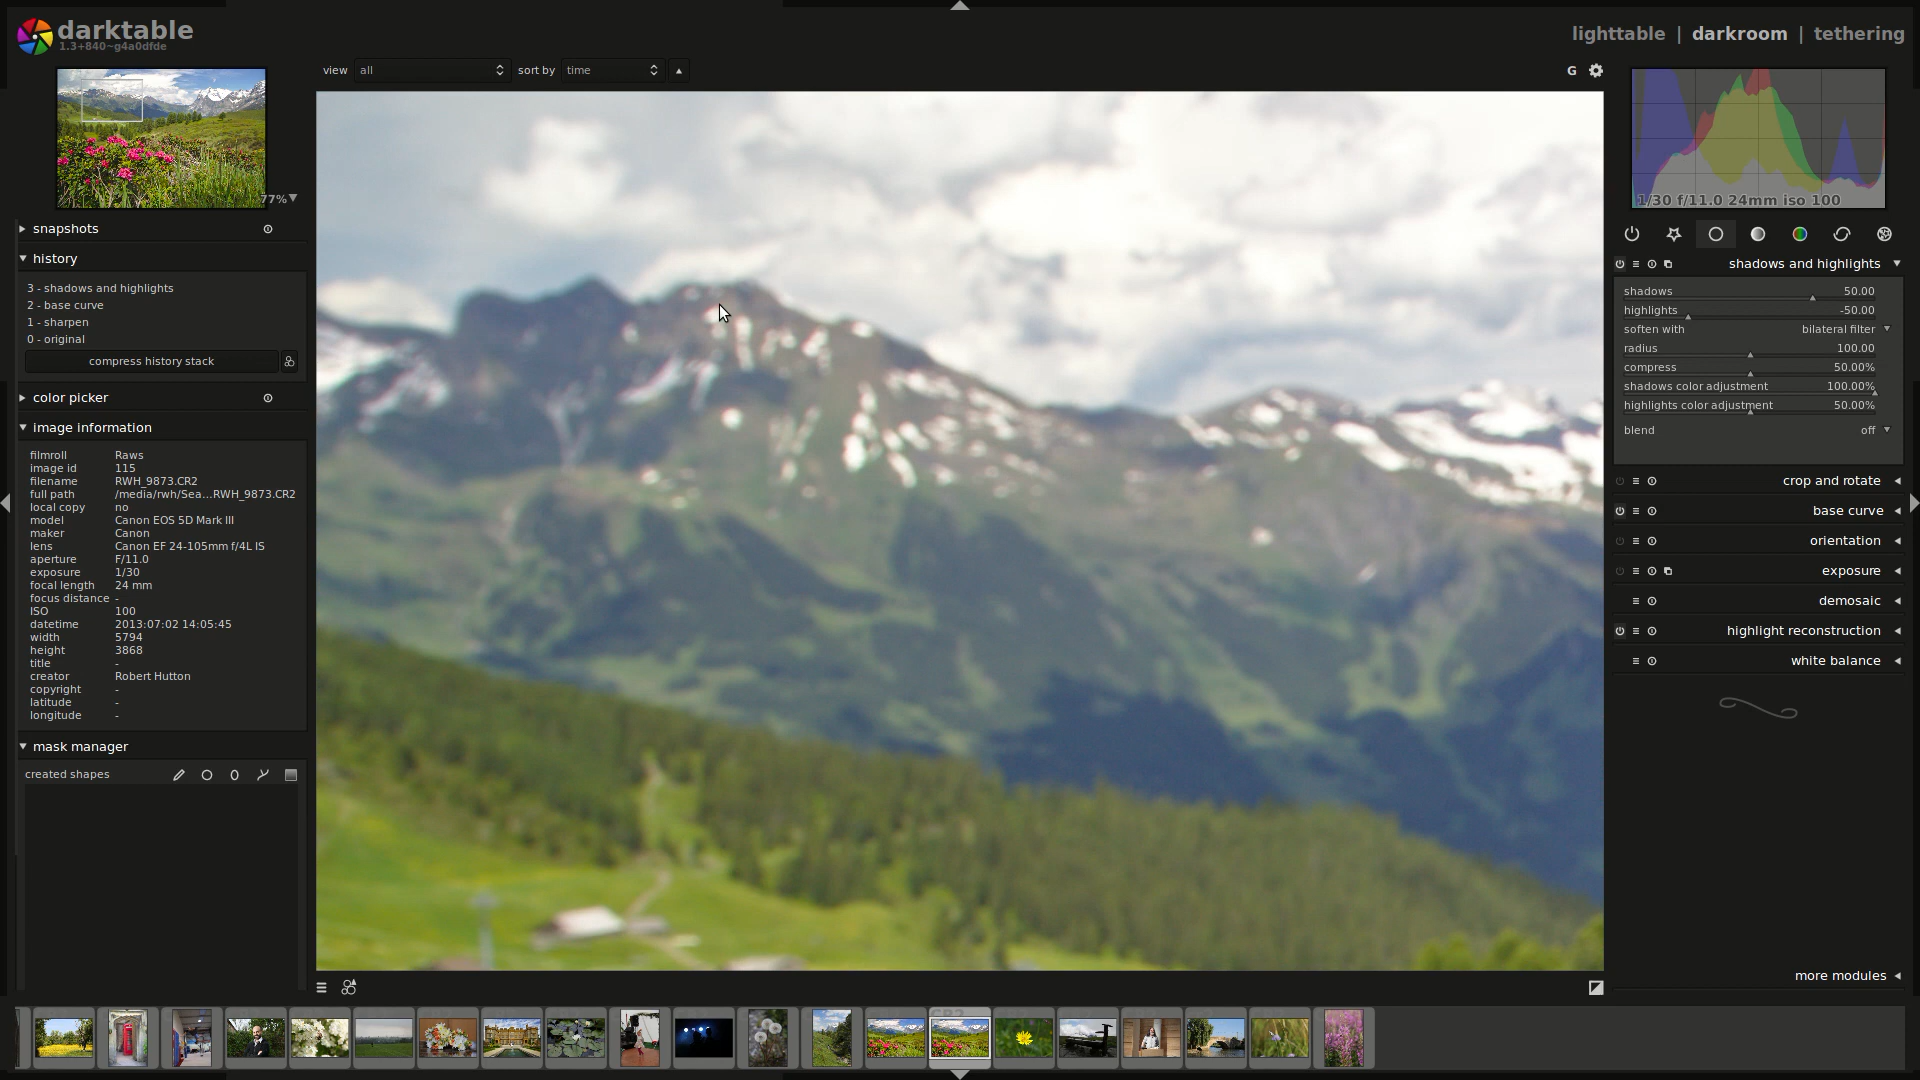 darktable
1.3+840~g4a0dfde
lighttable | darkroom | tethering
view all sort by time
G
77%
1/30 f/11.0 24mm iso 100
snapshots
history
3 - shadows and highlights
2 - base curve
1 - sharpen
0 - original
compress history stack
color picker
image information
filmroll Raws
image id 115
filename RWH_9873.CR2
full path /media/rwh/Sea...RWH_9873.CR2
local copy no
model Canon EOS 5D Mark III
maker Canon
lens Canon EF 24-105mm f/4L IS
aperture F/11.0
exposure 1/30
focal length 24 mm
focus distance -
ISO 100
datetime 2013:07:02 14:05:45
width 5794
height 3868
title -
creator Robert Hutton
copyright -
latitude -
longitude -
mask manager
created shapes
shadows and highlights
shadows 50.00
highlights -50.00
soften with bilateral filter
radius 100.00
compress 50.00%
shadows color adjustment 100.00%
highlights color adjustment 50.00%
blend off
crop and rotate
base curve
orientation
exposure
demosaic
highlight reconstruction
white balance
more modules
CR2